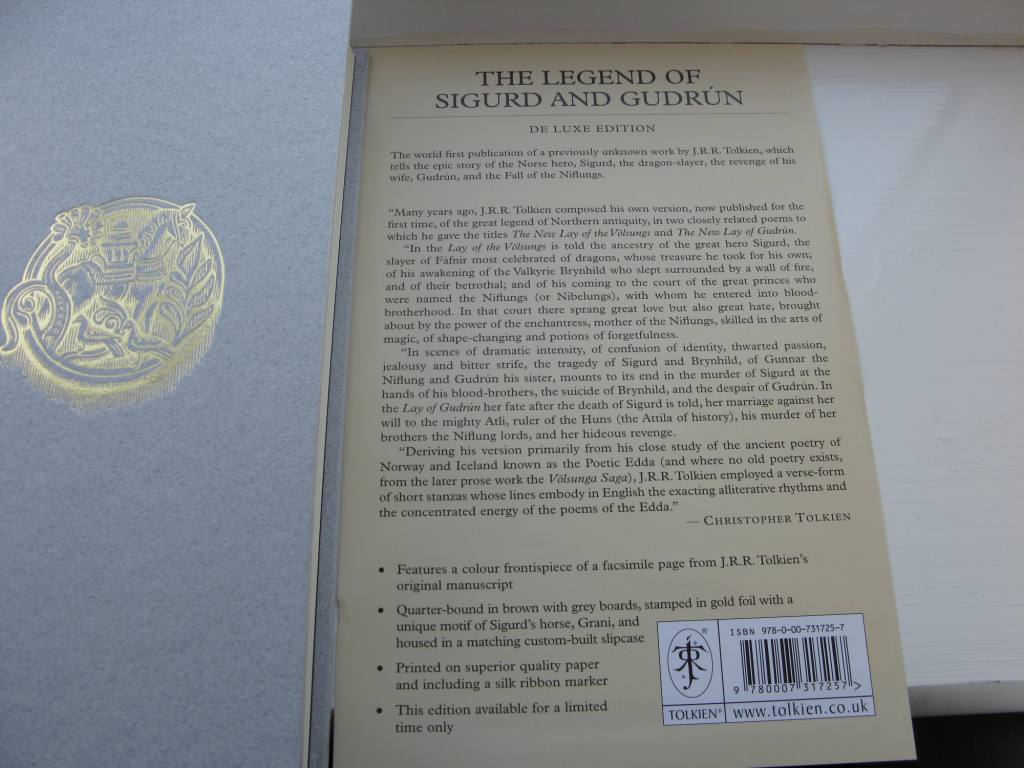 THE LEGEND OF
SIGURD AND GUDRÚN
DE LUXE EDITION
The world first publication of a previously unknown work by J.R.R. Tolkien, which
tells the epic story of the Norse hero, Sigurd, the dragon-slayer, the revenge of his
wife, Gudrún, and the Fall of the Niflungs.
“Many years ago, J.R.R. Tolkien composed his own version, now published for the
first time, of the great legend of Northern antiquity, in two closely related poems to
which he gave the titles The New Lay of the Völsungs and The New Lay of Gudrún.
“In the Lay of the Völsungs is told the ancestry of the great hero Sigurd, the
slayer of Fáfnir most celebrated of dragons, whose treasure he took for his own;
of his awakening of the Valkyrie Brynhild who slept surrounded by a wall of fire,
and of their betrothal; and of his coming to the court of the great princes who
were named the Niflungs (or Nibelungs), with whom he entered into blood-
brotherhood. In that court there sprang great love but also great hate, brought
about by the power of the enchantress, mother of the Niflungs, skilled in the arts of
magic, of shape-changing and potions of forgetfulness.
“In scenes of dramatic intensity, of confusion of identity, thwarted passion,
jealousy and bitter strife, the tragedy of Sigurd and Brynhild, of Gunnar the
Niflung and Gudrún his sister, mounts to its end in the murder of Sigurd at the
hands of his blood-brothers, the suicide of Brynhild, and the despair of Gudrún. In
the Lay of Gudrún her fate after the death of Sigurd is told, her marriage against her
will to the mighty Atli, ruler of the Huns (the Attila of history), his murder of her
brothers the Niflung lords, and her hideous revenge.
“Deriving his version primarily from his close study of the ancient poetry of
Norway and Iceland known as the Poetic Edda (and where no old poetry exists,
from the later prose work the Völsunga Saga), J.R.R. Tolkien employed a verse-form
of short stanzas whose lines embody in English the exacting alliterative rhythms and
the concentrated energy of the poems of the Edda.”
— CHRISTOPHER TOLKIEN
• Features a colour frontispiece of a facsimile page from J.R.R. Tolkien’s
original manuscript
• Quarter-bound in brown with grey boards, stamped in gold foil with a
unique motif of Sigurd’s horse, Grani, and
housed in a matching custom-built slipcase
• Printed on superior quality paper
and including a silk ribbon marker
• This edition available for a limited
time only
®
ISBN 978-0-00-731725-7
9 780007 317257 >
TOLKIEN®
www.tolkien.co.uk